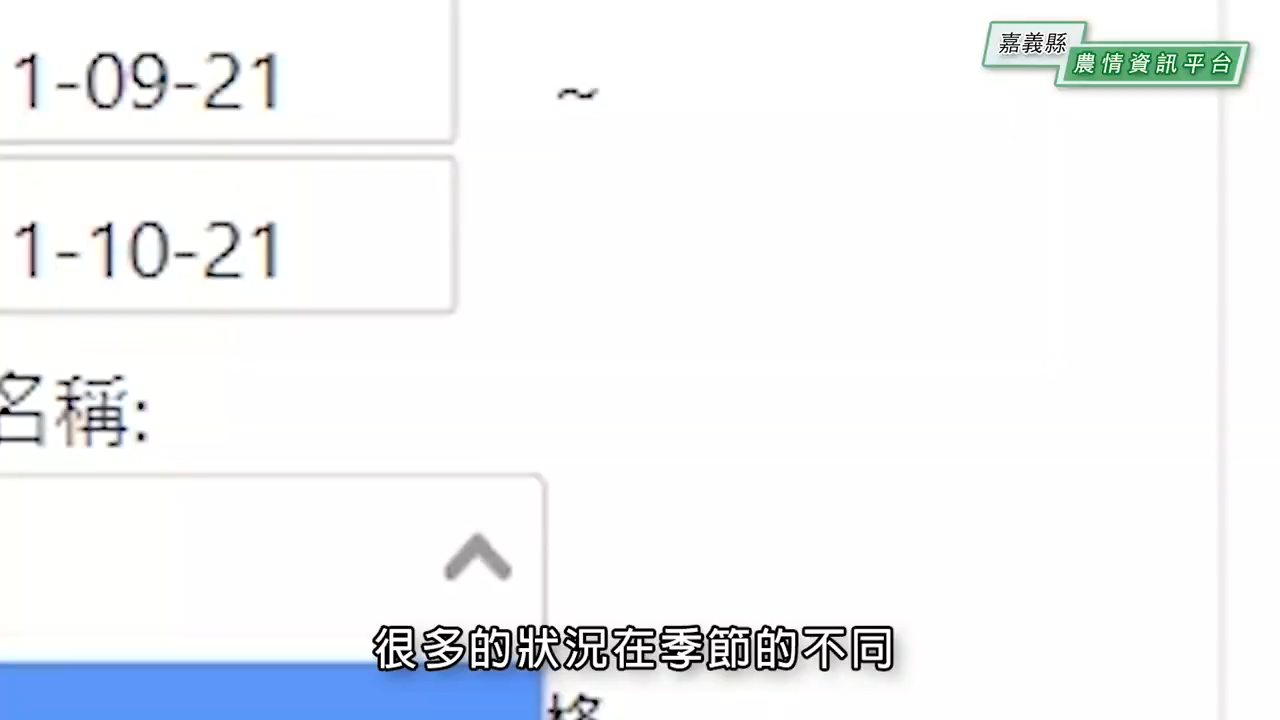 嘉義縣
農情資訊平台
1-09-21
~
1-10-21
名稱:
很多的狀況在季節的不同
格